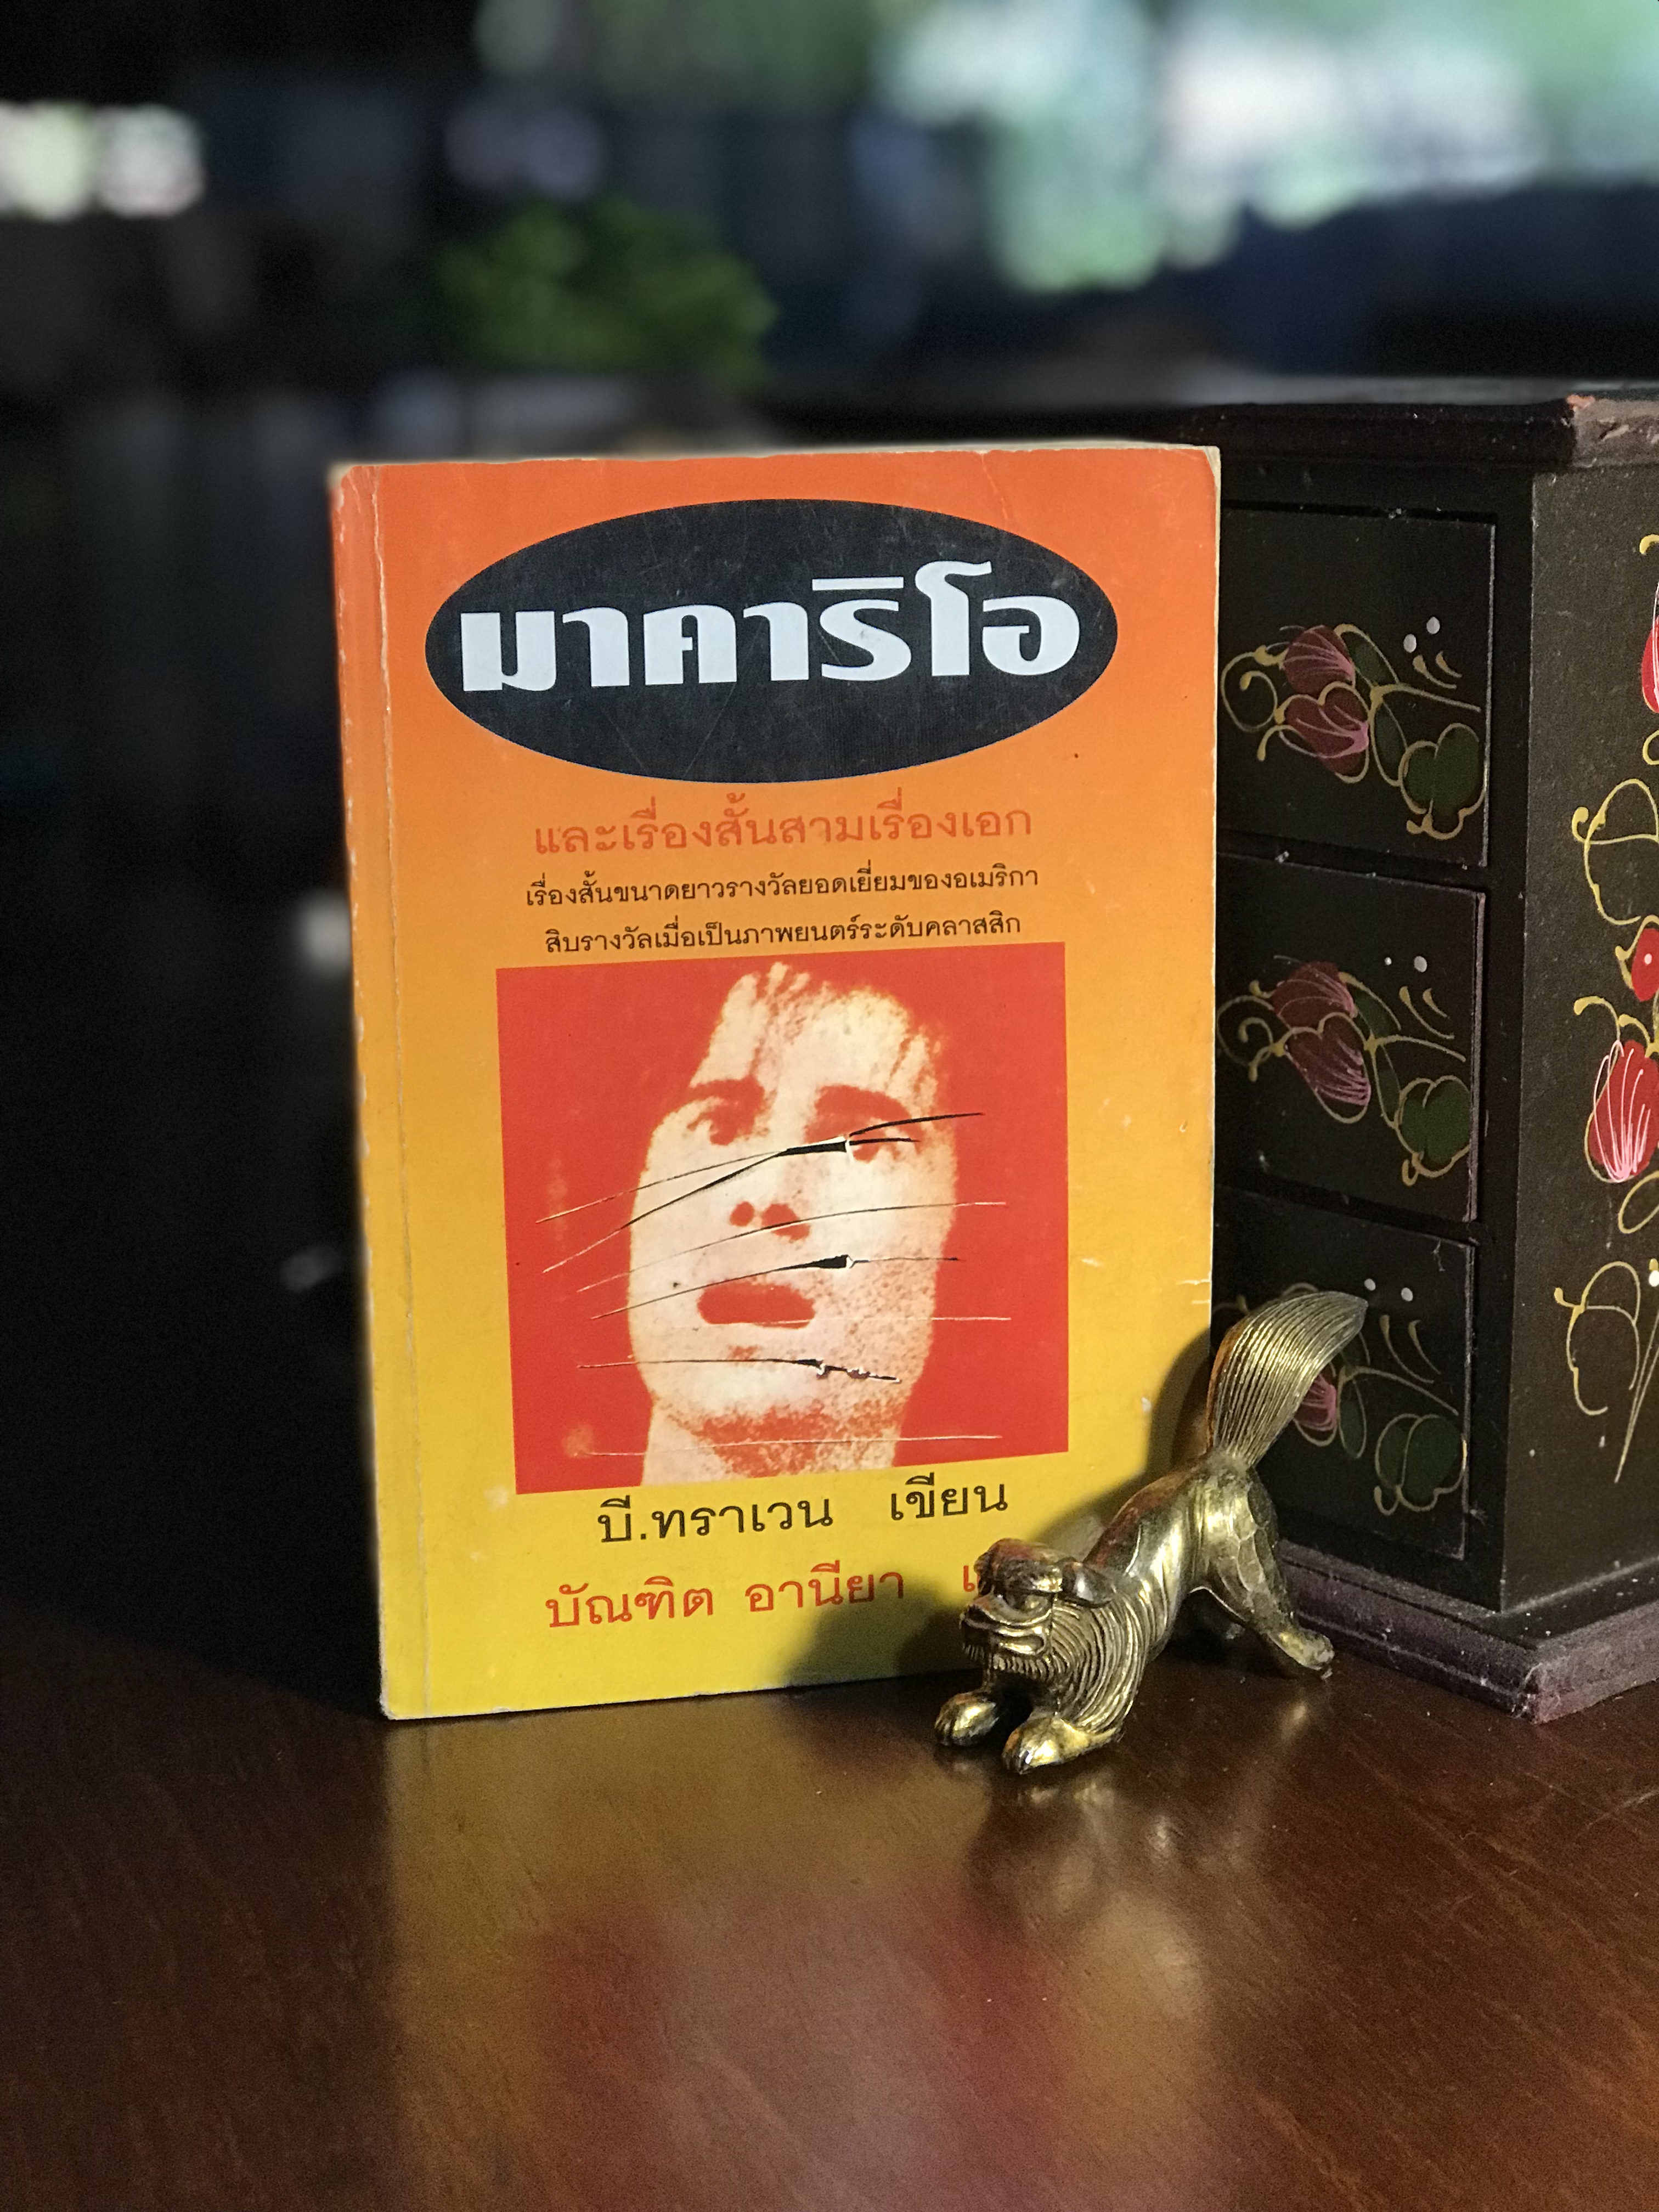 มาคาริโอ
และเรื่องสั้นสามเรื่องเอก
เรื่องสั้นขนาดยาวรางวัลยอดเยี่ยมของอเมริกา
สิบรางวัลเมื่อเป็นภาพยนตร์ระดับคลาสสิก
บี.ทราเวน เขียน
บัณฑิต อานียา